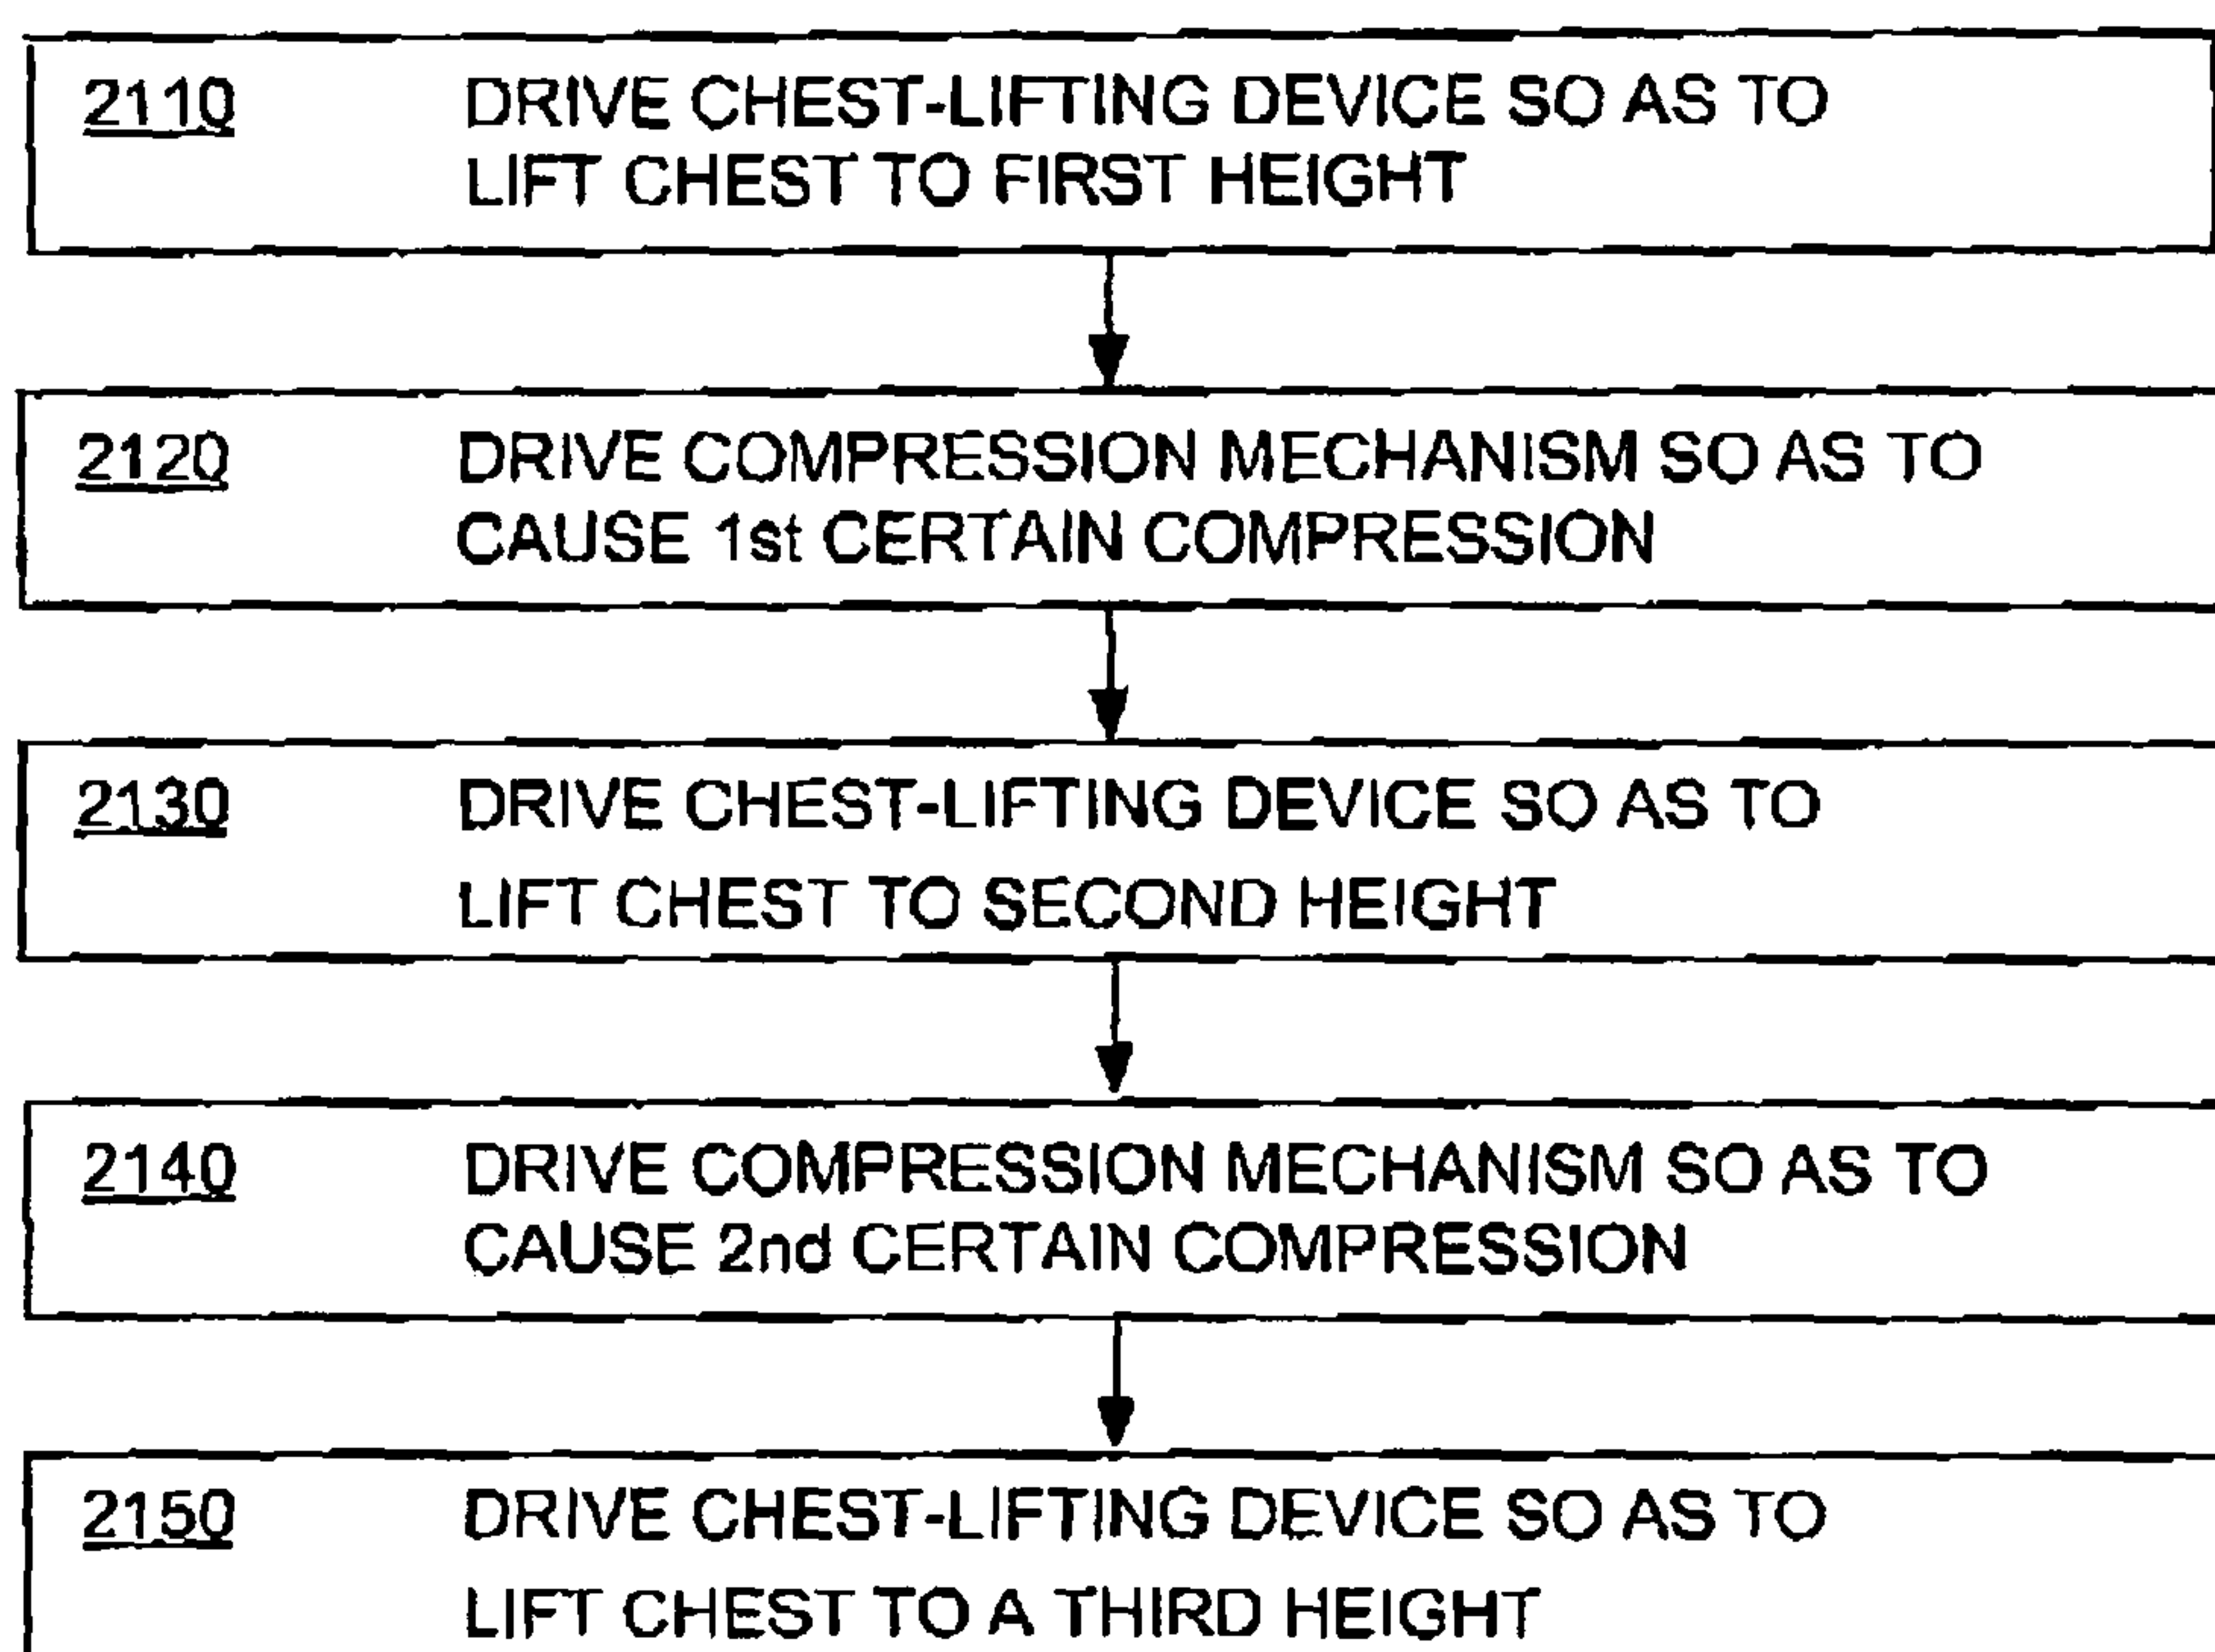 2110 DRIVE CHEST-LIFTING DEVICE SO AS TO
LIFT CHEST TO FIRST HEIGHT
2120 DRIVE COMPRESSION MECHANISM SO AS TO
CAUSE 1st CERTAIN COMPRESSION
2130 DRIVE CHEST-LIFTING DEVICE SO AS TO
LIFT CHEST TO SECOND HEIGHT
2140 DRIVE COMPRESSION MECHANISM SO AS TO
CAUSE 2nd CERTAIN COMPRESSION
2150 DRIVE CHEST-LIFTING DEVICE SO AS TO
LIFT CHEST TO A THIRD HEIGHT